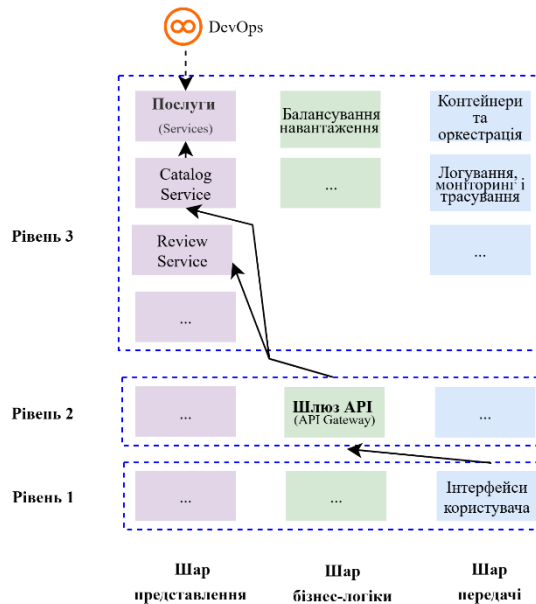 DevOps
Послуги
(Services)
Балансування
навантаження
Контейнери
та
оркестрація
Catalog
Service
...
Логування,
моніторинг і
трасування
Рівень 3
Review
Service
...
...
Рівень 2
...
Шлюз API
(API Gateway)
...
Рівень 1
...
...
Інтерфейси
користувача
Шар
представлення
Шар
бізнес-логіки
Шар
передачі